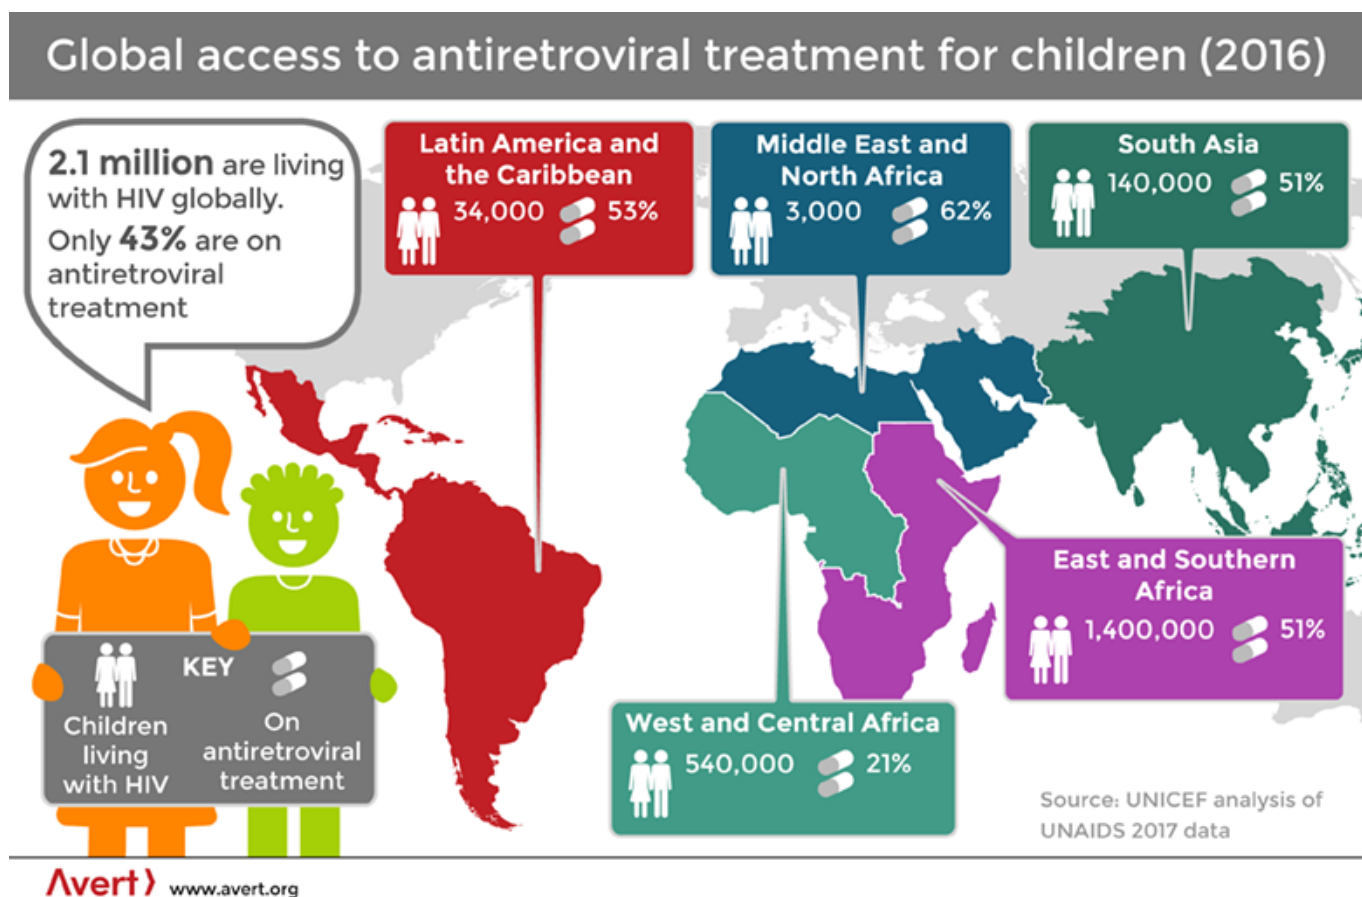 Global access to antiretroviral treatment for children (2016)
2.1 million are living
with HIV globally.
Only 43% are on
antiretroviral
treatment
Latin America and
the Caribbean
34,000 53%
Middle East and
North Africa
3,000 62%
South Asia
140,000 51%
East and Southern
Africa
1,400,000 51%
West and Central Africa
540,000 21%
KEY
Children
living
with HIV
On
antiretroviral
treatment
Source: UNICEF analysis of
UNAIDS 2017 data
Avert www.avert.org